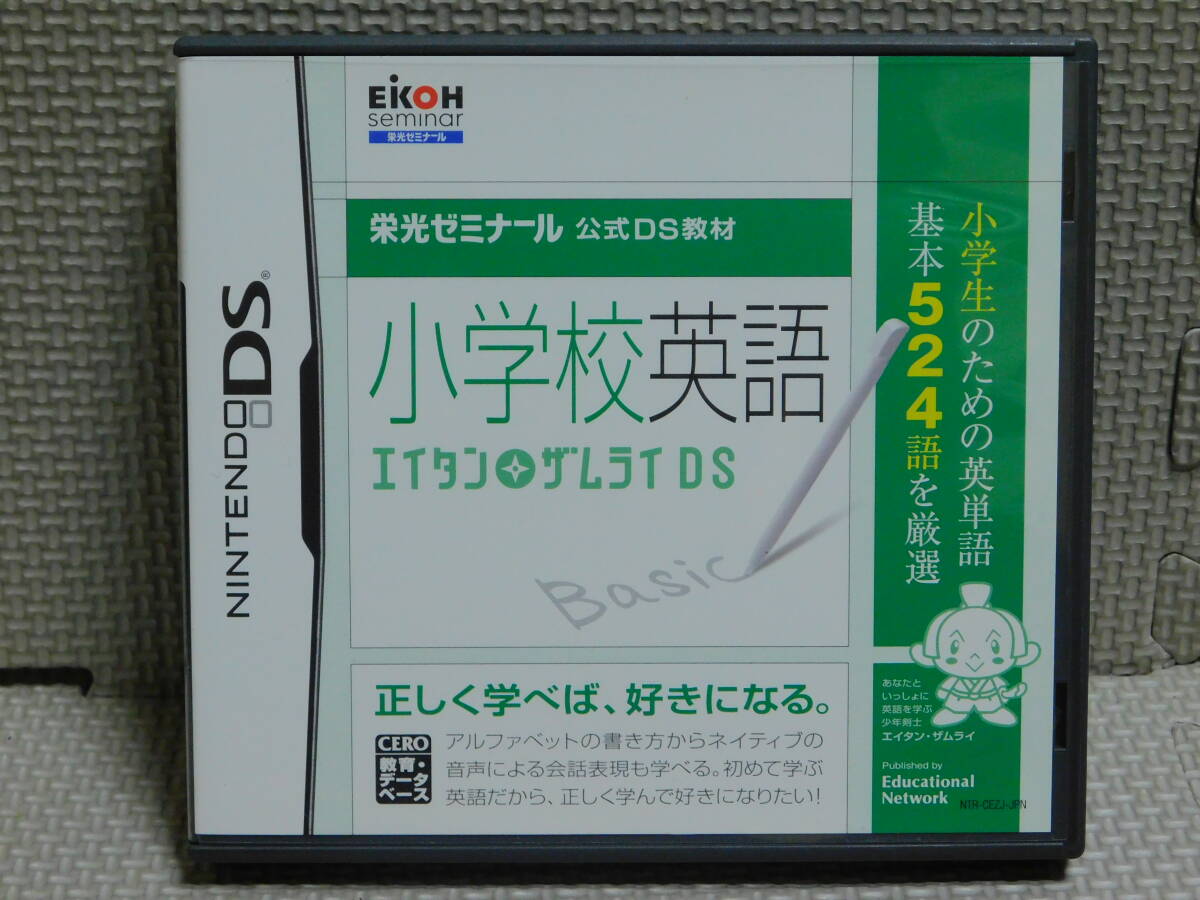 NINTENDO DS®
EIKOH
seminar
栄光ゼミナール
栄光ゼミナール 公式DS教材
小学校英語
エイタン ザムライ DS
Basic
小学生のための英単語
基本524語を厳選
正しく学べば、好きになる。
CERO
教育・
データ
ベース
アルファベットの書き方からネイティブの
音声による会話表現も学べる。初めて学ぶ
英語だから、正しく学んで好きになりたい!
あなたと
いっしょに
英語を学ぶ
少年剣士
エイタン・ザムライ
Published by
Educational
Network
NTR-CEZJ-JPN